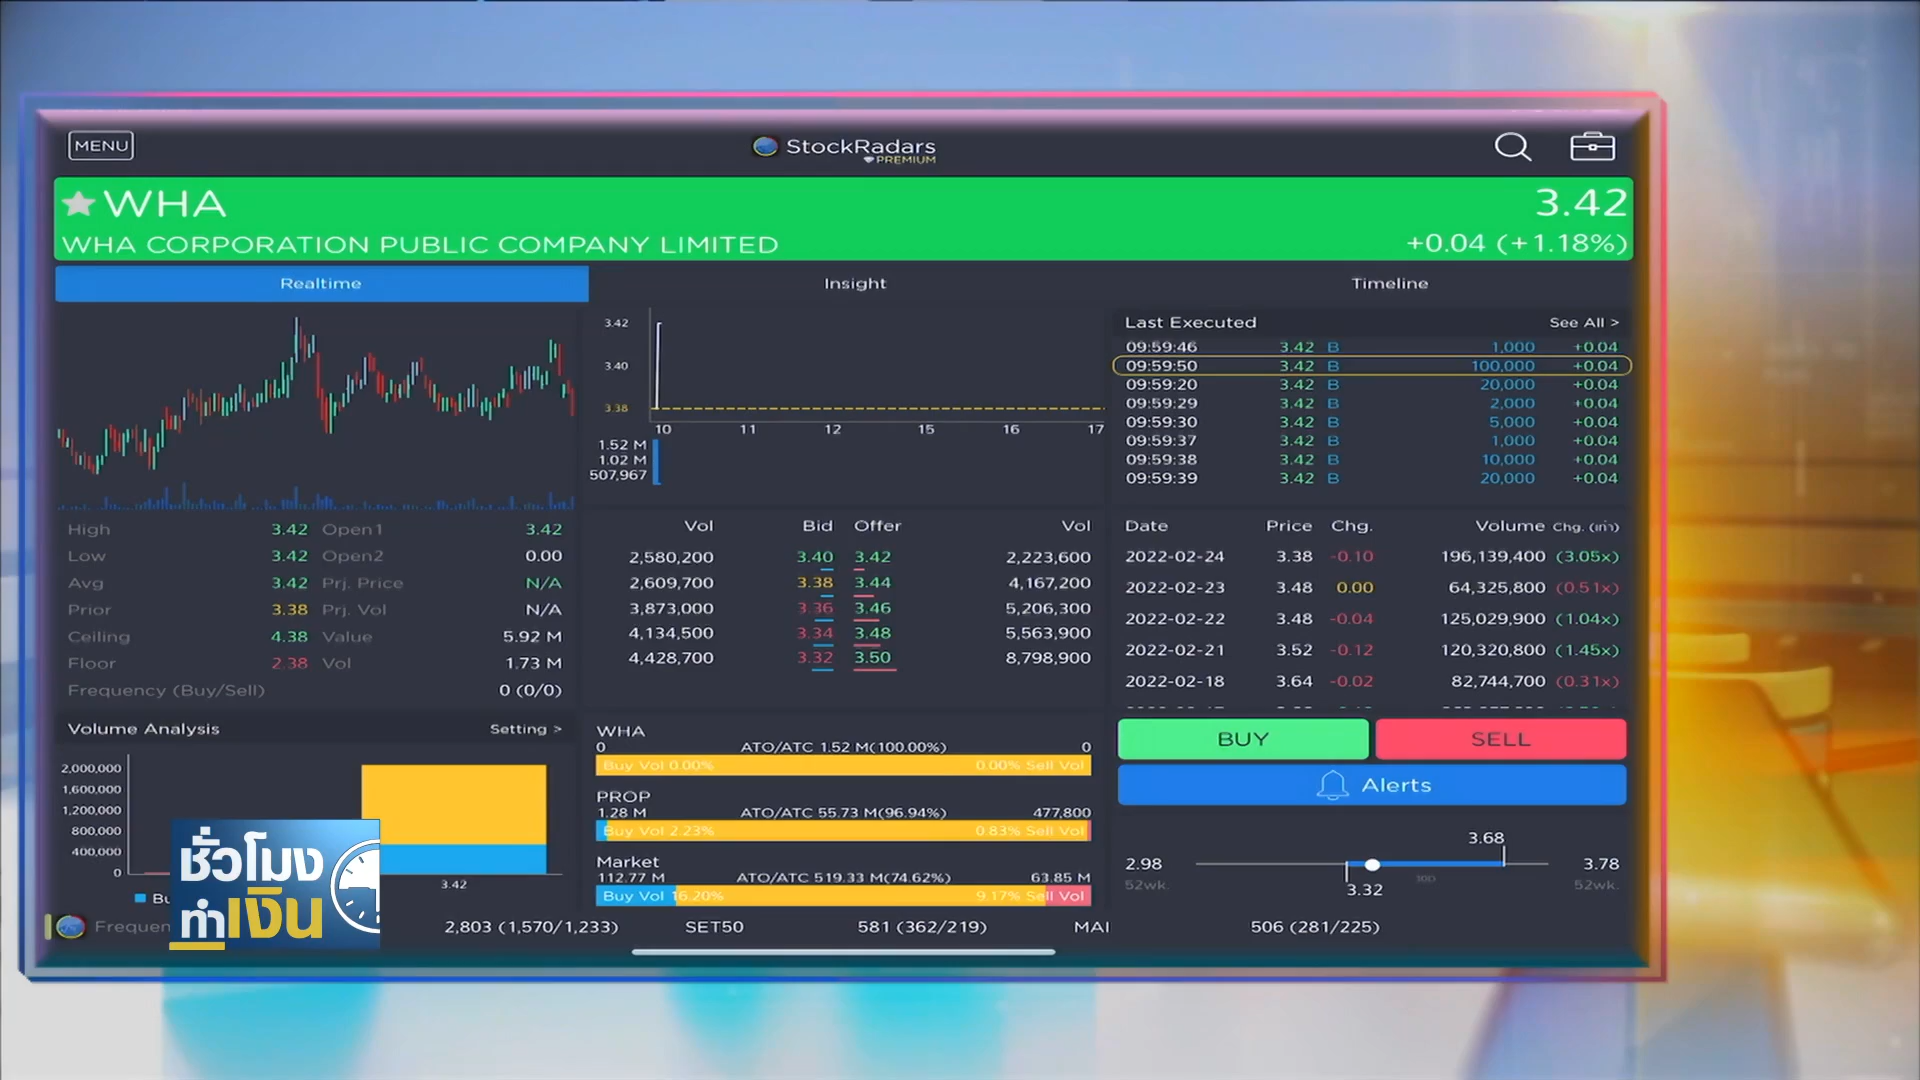 MENU
StockRadars
PREMIUM
WHA
3.42
WHA CORPORATION PUBLIC COMPANY LIMITED
+0.04 (+1.18%)
Realtime
Insight
Timeline
3.42
3.40
3.38
10 11 12 15 16 17
1.52 M
1.02 M
507,967
Last Executed See All >
09:59:46 3.42 B 1,000 +0.04
09:59:50 3.42 B 100,000 +0.04
09:59:20 3.42 B 20,000 +0.04
09:59:29 3.42 B 2,000 +0.04
09:59:30 3.42 B 5,000 +0.04
09:59:37 3.42 B 1,000 +0.04
09:59:38 3.42 B 10,000 +0.04
09:59:39 3.42 B 20,000 +0.04
High 3.42 Open1 3.42
Low 3.42 Open2 0.00
Avg 3.42 Prj. Price N/A
Prior 3.38 Prj. Vol N/A
Ceiling 4.38 Value 5.92 M
Floor 2.38 Vol 1.73 M
Frequency (Buy/Sell) 0 (0/0)
Vol Bid Offer Vol
2,580,200 3.40 3.42 2,223,600
2,609,700 3.38 3.44 4,167,200
3,873,000 3.36 3.46 5,206,300
4,134,500 3.34 3.48 5,563,900
4,428,700 3.32 3.50 8,798,900
Date Price Chg. Volume Chg. (เท่า)
2022-02-24 3.38 -0.10 196,139,400 (3.05x)
2022-02-23 3.48 0.00 64,325,800 (0.51x)
2022-02-22 3.48 -0.04 125,029,900 (1.04x)
2022-02-21 3.52 -0.12 120,320,800 (1.45x)
2022-02-18 3.64 -0.02 82,744,700 (0.31x)
Volume Analysis Setting >
2,000,000
1,600,000
1,200,000
800,000
400,000
0
3.42
Bu
WHA
0 ATO/ATC 1.52 M(100.00%) 0
Buy Vol 0.00% 0.00% Sell Vol
PROP
1.28 M ATO/ATC 55.73 M(96.94%) 477,800
Buy Vol 2.23% 0.83% Sell Vol
Market
112.77 M ATO/ATC 519.33 M(74.62%) 63.85 M
Buy Vol 16.20% 9.17% Sell Vol
BUY SELL
Alerts
3.68
2.98 3.78
52wk. 3.32 30D 52wk.
ชั่วโมง
ทำเงิน
Frequen 2,803 (1,570/1,233) SET50 581 (362/219) MAI 506 (281/225)